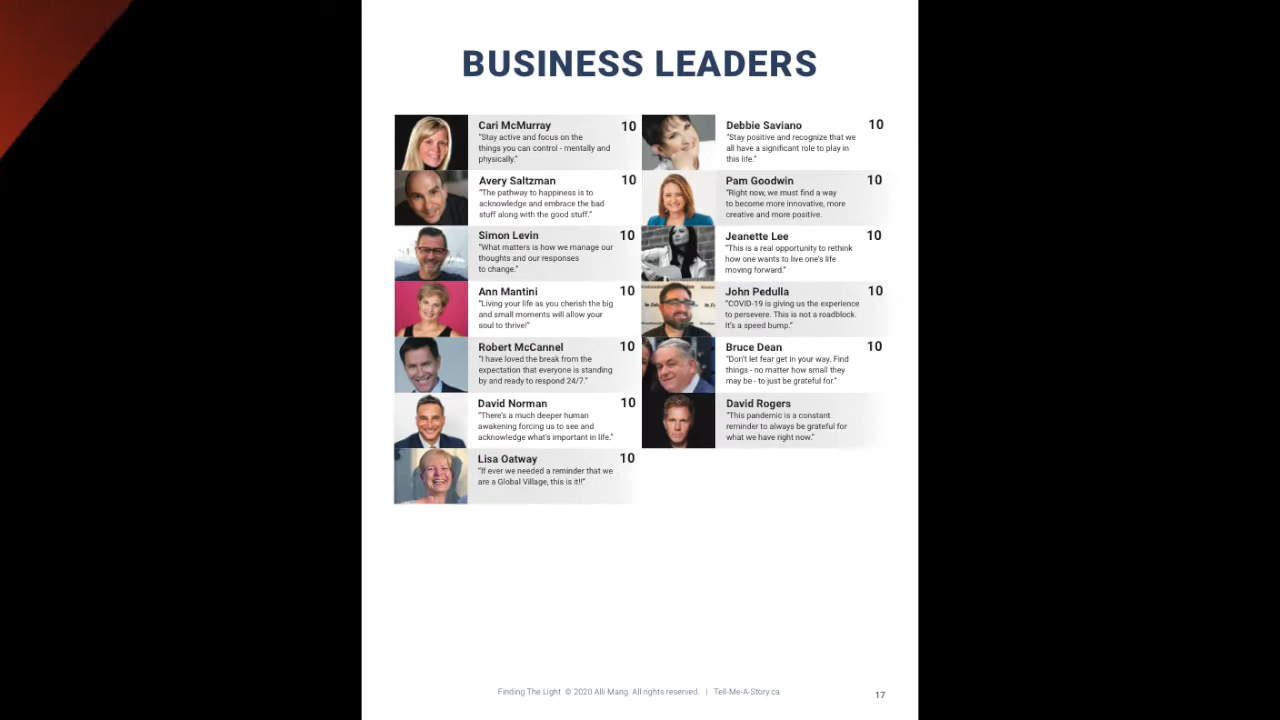 BUSINESS LEADERS
Cari McMurray 10
“Stay active and focus on the
things you can control - mentally and
physically.”
Avery Saltzman 10
“The pathway to happiness is to
acknowledge and embrace the bad
stuff along with the good stuff.”
Simon Levin 10
“What matters is how we manage our
thoughts and our responses
to change.”
Ann Mantini 10
“Living your life as you cherish the big
and small moments will allow your
soul to thrive!”
Robert McCannel 10
“I have loved the break from the
expectation that everyone is standing
by and ready to respond 24/7.”
David Norman 10
“There’s a much deeper human
awakening forcing us to see and
acknowledge what’s important in life.”
Lisa Oatway 10
“If ever we needed a reminder that we
are a Global Village, this is it!!”
Debbie Saviano 10
“Stay positive and recognize that we
all have a significant role to play in
this life.”
Pam Goodwin 10
“Right now, we must find a way
to become more innovative, more
creative and more positive.
Jeanette Lee 10
“This is a real opportunity to rethink
how one wants to live one’s life
moving forward.”
John Pedulla 10
“COVID-19 is giving us the experience
to persevere. This is not a roadblock.
It’s a speed bump.”
Bruce Dean 10
“Don’t let fear get in your way. Find
things - no matter how small they
may be - to just be grateful for.”
David Rogers
“This pandemic is a constant
reminder to always be grateful for
what we have right now.”
Finding The Light © 2020 Alli Mang. All rights reserved. | Tell-Me-A-Story.ca
17